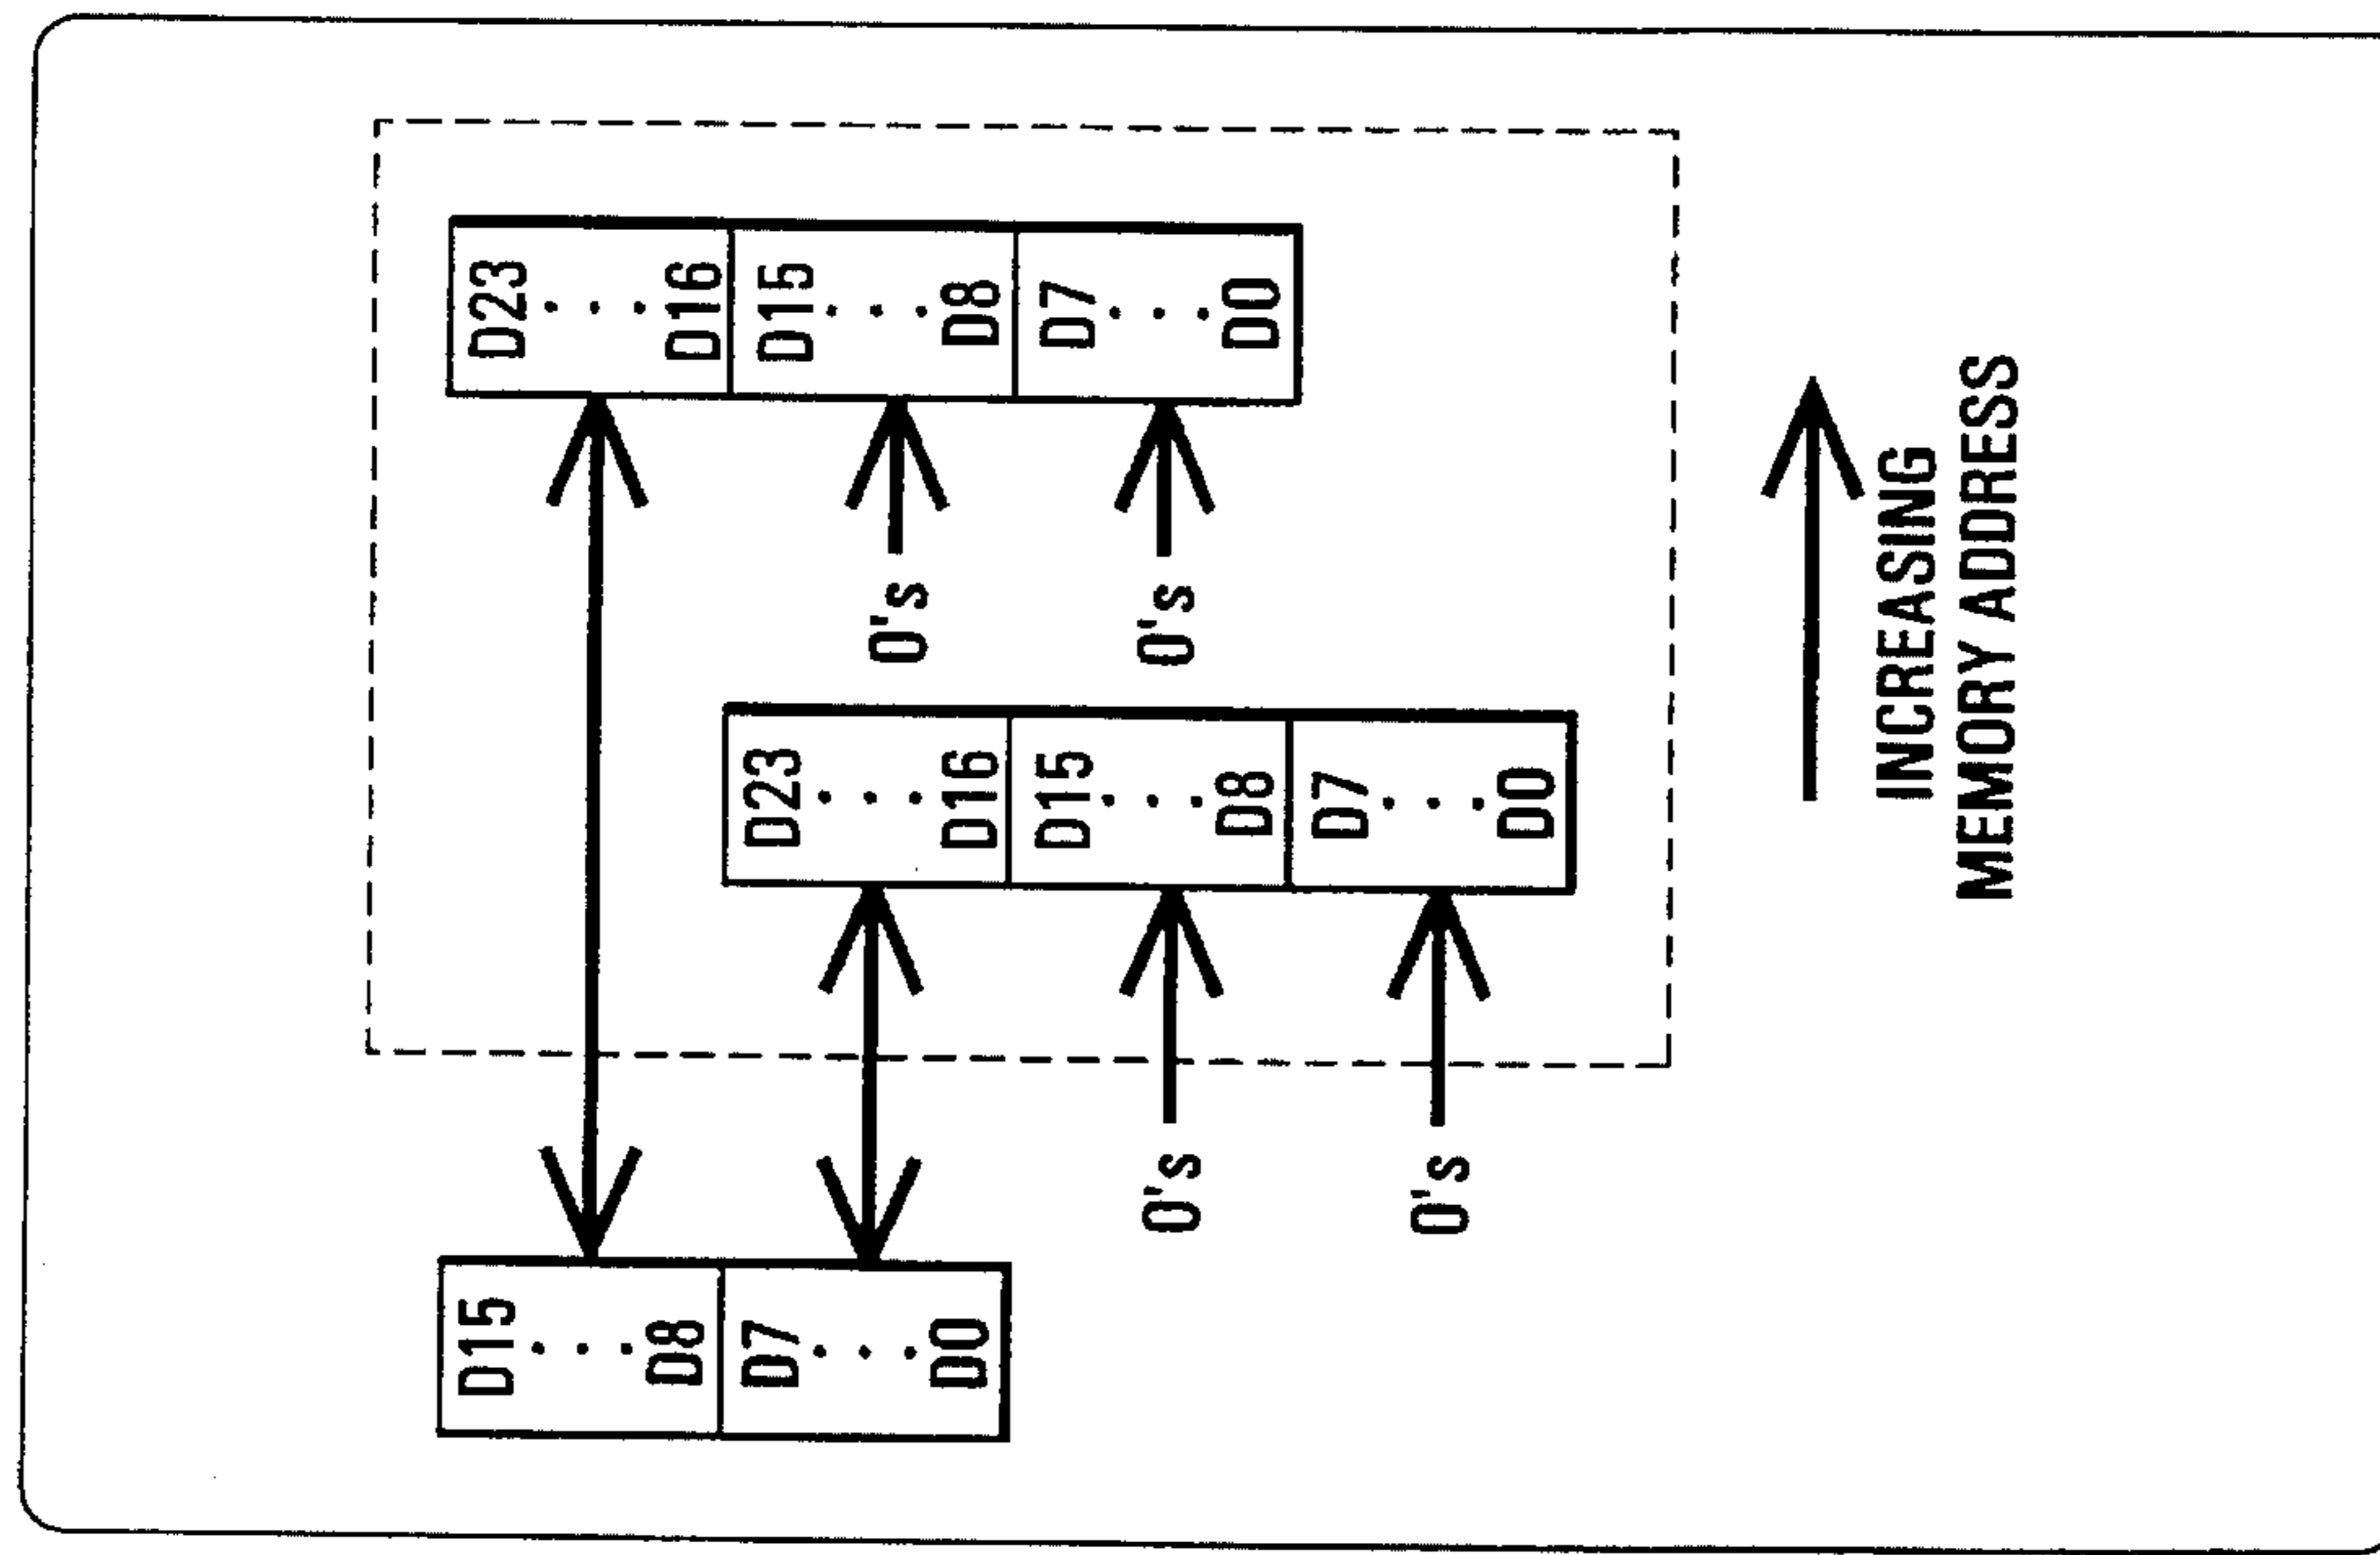 D15
. . .
D8
D7
. . .
D0
0's
0's
D23
. . .
D16
D15
. . .
D8
D7
. . .
D0
0's
0's
D23
. . .
D16
D15
. . .
D8
D7
. . .
D0
INCREASING
MEMORY ADDRESS